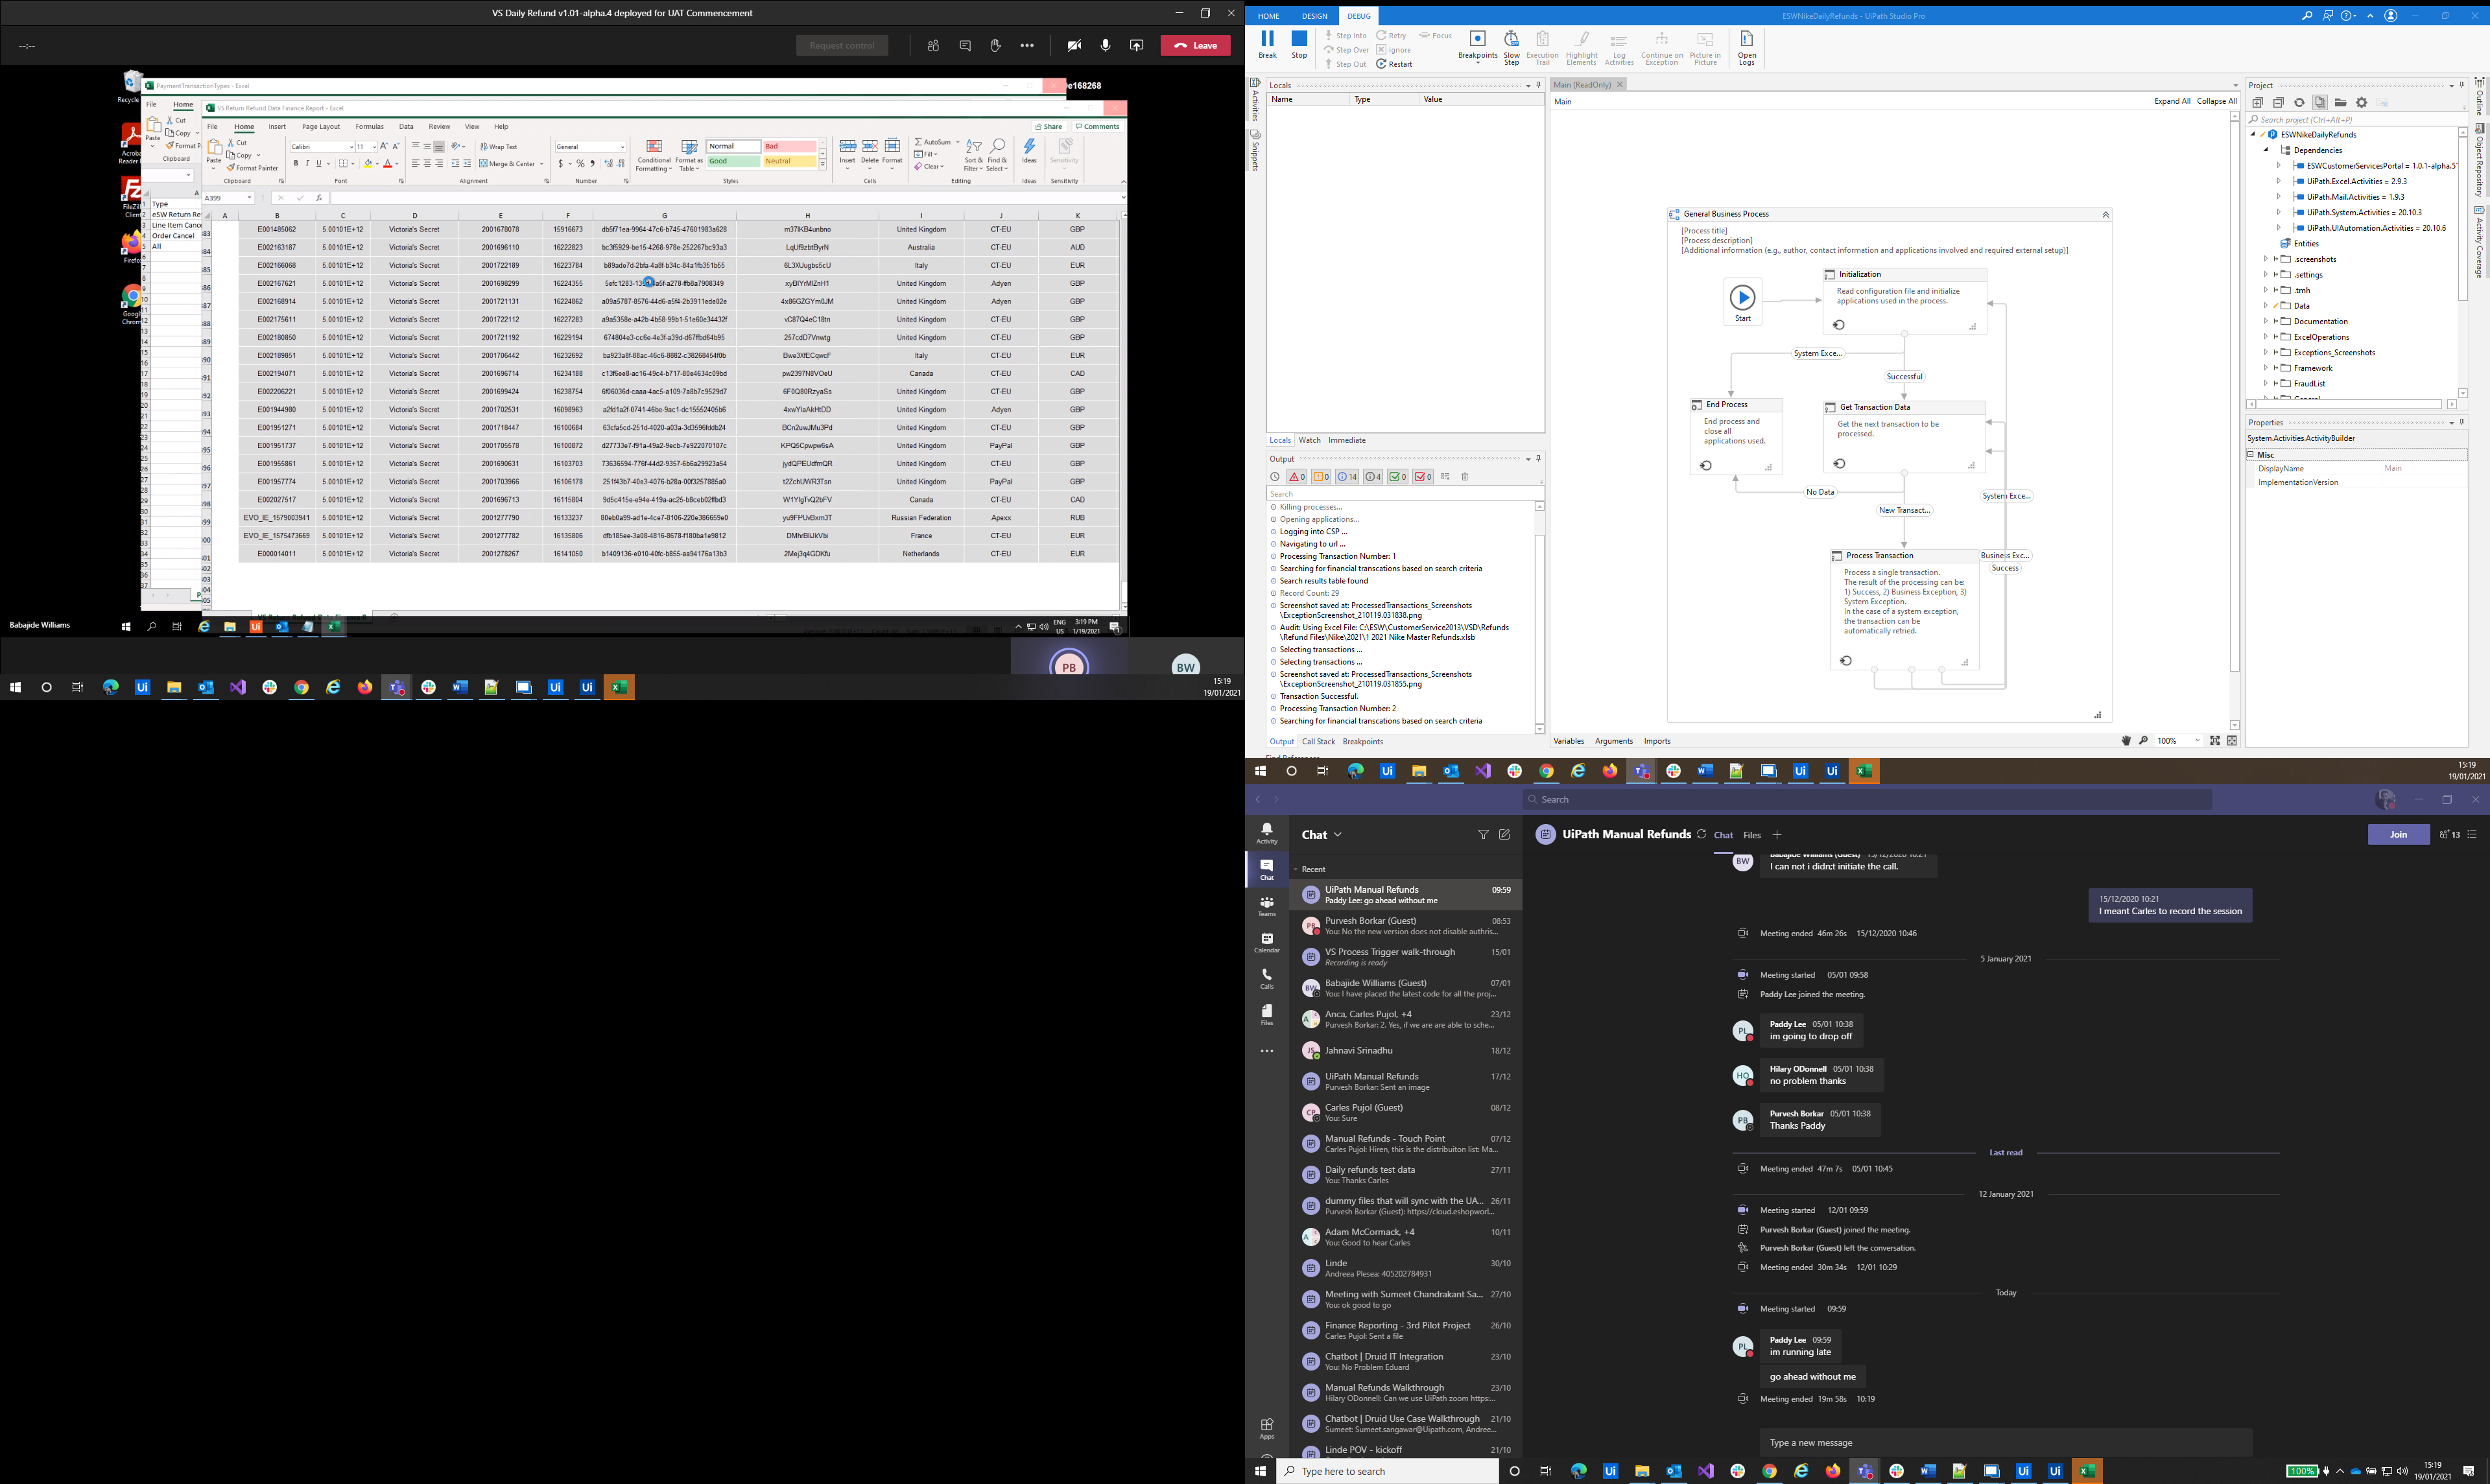 VS Daily Refund v1.01-alpha.4 deployed for UAT Commencement
--:--
Request control
Leave
Recycle
PaymentTransactionTypes - Excel
e168268
VS Return Refund Data Finance Report - Excel
File Home
File Home Insert Page Layout Formulas Data Review View Help
Share Comments
Cut
Copy
Paste
Clipboard
Cut
Copy
Format Painter
Paste
Calibri 11
General
Wrap Text
Merge & Center
Conditional Formatting
Format as Table
Normal Bad
Good Neutral
Insert Delete Format
AutoSum
Fill
Clear
Sort & Filter
Find & Select
Ideas
Sensitivity
Clipboard Font Alignment Number Styles Cells Editing Ideas Sensitivity
A399
Type
eSW Return Re
Line Item Canc
Order Cancel
All
A B C D E F G H I J K
E001485062 5.00101E+12 Victoria's Secret 2001678078 15916673 db5f71ea-9964-47c6-b745-47601983a628 m37IKB4unbno United Kingdom CT-EU GBP
E002163187 5.00101E+12 Victoria's Secret 2001696110 16222823 bc3f5929-be15-4268-978e-252267bc93a3 LqUf9zbtByrN Australia CT-EU AUD
E002166068 5.00101E+12 Victoria's Secret 2001722189 16223784 b89ade7d-2bfa-4a8f-b34c-84a1fb351b55 6L3XUugbs5cU Italy CT-EU EUR
E002167621 5.00101E+12 Victoria's Secret 2001698299 16224355 xyBIYrMIZnH1 United Kingdom Adyen GBP
E002168914 5.00101E+12 Victoria's Secret 2001721131 16224862 a09a5787-8576-44d6-a5f4-2b3911ede02e 4x86GZGYm0JM United Kingdom Adyen GBP
E002175611 5.00101E+12 Victoria's Secret 2001722112 16227283 a9a5358e-a42b-4b58-99b1-51e60e34432f vC87Q4eC18tn United Kingdom CT-EU GBP
E002180850 5.00101E+12 Victoria's Secret 2001721192 16229194 674804e3-cc6e-4e3f-a39d-d67ffbd64b95 257cdD7Vnwtg United Kingdom CT-EU GBP
E002189851 5.00101E+12 Victoria's Secret 2001706442 16232692 ba923a8f-88ac-46c6-8882-c38268454f0b Bwe3XfECqwcF Italy CT-EU EUR
E002194071 5.00101E+12 Victoria's Secret 2001696714 16234188 c13f6ee8-ac16-49c4-b717-80e4634c09bd pw2397N8VOeU Canada CT-EU CAD
E002206221 5.00101E+12 Victoria's Secret 2001699424 16238754 6f06036d-caaa-4ac5-a109-7a8b7c9529d7 6F0Q80RzyaSs United Kingdom CT-EU GBP
E001944980 5.00101E+12 Victoria's Secret 2001702531 16098963 a2fd1a2f-0741-46be-9ac1-dc15552405b6 4xwYlaAkHtDD United Kingdom Adyen GBP
E001951271 5.00101E+12 Victoria's Secret 2001718447 16100684 63cfa5cd-251d-4020-a03a-3d3596fddb24 BCn2uwJMu3Pd United Kingdom CT-EU GBP
E001951737 5.00101E+12 Victoria's Secret 2001705578 16100872 d27733e7-f91a-49a2-9ecb-7e922070107c KPQ5Cpwpw6sA United Kingdom PayPal GBP
E001955861 5.00101E+12 Victoria's Secret 2001690631 16103703 73636594-776f-44d2-9357-6b6a29923a54 jydQPEUdfmQR United Kingdom CT-EU GBP
E001957774 5.00101E+12 Victoria's Secret 2001703966 16106178 251f43b7-40e3-4076-b28a-00f3257885a0 t2ZchUWR3Tsn United Kingdom PayPal GBP
E002027517 5.00101E+12 Victoria's Secret 2001696713 16115804 9d5c415e-e94e-419a-ac25-b8ceb02ffbd3 W1YIgTvQ2bFV Canada CT-EU CAD
EVO_IE_1579003941 5.00101E+12 Victoria's Secret 2001277790 16133237 80eb0a99-ad1e-4ce7-8106-220e386659e0 yu9FPUvBxm3T Russian Federation Apexx RUB
EVO_IE_1575473669 5.00101E+12 Victoria's Secret 2001277782 16135806 dfb185ee-3a08-4816-8678-f180ba1e9812 DMhrBliJkVbi France CT-EU EUR
E000014011 5.00101E+12 Victoria's Secret 2001278267 16141050 b1409136-e010-40fc-b855-aa94176a13b3 2Mej3q4GDKfu Netherlands CT-EU EUR
Babajide Williams
ENG US
3:19 PM
1/19/2021
PB
BW
15:19
19/01/2021
HOME DESIGN DEBUG
ESWNikeDailyRefunds - UiPath Studio Pro
Break
Stop
Step Into
Step Over
Step Out
Retry
Ignore
Restart
Focus
Breakpoints
Slow Step
Execution Trail
Highlight Elements
Log Activities
Continue on Exception
Picture in Picture
Open Logs
Activities
Snippets
Locals
Name Type Value
Locals Watch Immediate
Output
0 0 14 4 0 0
Search
Killing processes...
Opening applications...
Logging into CSP ...
Navigating to url ...
Processing Transaction Number: 1
Searching for financial transcations based on search criteria
Search results table found
Record Count: 29
Screenshot saved at: ProcessedTransactions_Screenshots
\ExceptionScreenshot_210119.031838.png
Audit: Using Excel File: C:\ESW\CustomerService2013\VSD\Refunds
\Refund Files\Nike\2021\1 2021 Nike Master Refunds.xlsb
Selecting transactions ...
Selecting transactions ...
Screenshot saved at: ProcessedTransactions_Screenshots
\ExceptionScreenshot_210119.031855.png
Transaction Successful.
Processing Transaction Number: 2
Searching for financial transcations based on search criteria
Output Call Stack Breakpoints
Main (ReadOnly)
Main
Expand All Collapse All
General Business Process
[Process title]
[Process description]
[Additional information (e.g., author, contact information and applications involved and required external setup)]
Start
Initialization
Read configuration file and initialize
applications used in the process.
System Exce...
Successful
End Process
End process and
close all
applications used.
Get Transaction Data
Get the next transaction to be
processed.
No Data
System Exce...
New Transact...
Process Transaction
Business Exc...
Success
Process a single transaction.
The result of the processing can be:
1) Success, 2) Business Exception, 3)
System Exception.
In the case of a system exception,
the transaction can be
automatically retried.
Variables Arguments Imports
100%
Project
Search project (Ctrl+Alt+P)
ESWNikeDailyRefunds
Dependencies
ESWCustomerServicesPortal = 1.0.1-alpha.5
UiPath.Excel.Activities = 2.9.3
UiPath.Mail.Activities = 1.9.3
UiPath.System.Activities = 20.10.3
UiPath.UIAutomation.Activities = 20.10.6
Entities
.screenshots
.settings
.tmh
Data
Documentation
ExcelOperations
Exceptions_Screenshots
Framework
FraudList
Properties
System.Activities.ActivityBuilder
Misc
DisplayName Main
ImplementationVersion
Outline
Object Repository
Activity Coverage
15:19
19/01/2021
Search
Activity
Chat
Teams
Calendar
Calls
Files
Apps
Chat
Recent
UiPath Manual Refunds 09:59
Paddy Lee: go ahead without me
Purvesh Borkar (Guest) 08:53
You: No the new version does not disable authris...
VS Process Trigger walk-through 15/01
Recording is ready
Babajide Williams (Guest) 07/01
You: I have placed the latest code for all the proj...
Anca, Carles Pujol, +4 23/12
Purvesh Borkar: 2. Yes, if we are are able to sche...
Jahnavi Srinadhu 18/12
UiPath Manual Refunds 17/12
Purvesh Borkar: Sent an image
Carles Pujol (Guest) 08/12
You: Sure
Manual Refunds - Touch Point 07/12
Carles Pujol: Hiren, this is the distribuiton list: Ma...
Daily refunds test data 27/11
You: Thanks Carles
dummy files that will sync with the UA... 26/11
Purvesh Borkar (Guest): https://cloud.eshopworl...
Adam McCormack, +4 10/11
You: Good to hear Carles
Linde 30/10
Andreea Plesea: 405202784931
Meeting with Sumeet Chandrakant Sa... 27/10
You: ok good to go
Finance Reporting - 3rd Pilot Project 26/10
Carles Pujol: Sent a file
Chatbot | Druid IT Integration 23/10
You: No Problem Eduard
Manual Refunds Walkthrough 23/10
Hilary ODonnell: Can we use UiPath zoom https:...
Chatbot | Druid Use Case Walkthrough 21/10
Sumeet: Sumeet.sangawar@Uipath.com, Andree...
Linde POV - kickoff 21/10
UiPath Manual Refunds Chat Files
Join
13
Babajide Williams (Guest) 15/12/2020 10:21
I can not i didn;t initiate the call.
15/12/2020 10:21
I meant Carles to record the session
Meeting ended 46m 26s 15/12/2020 10:46
5 January 2021
Meeting started 05/01 09:58
Paddy Lee joined the meeting.
Paddy Lee 05/01 10:38
im going to drop off
Hilary ODonnell 05/01 10:38
no problem thanks
Purvesh Borkar 05/01 10:38
Thanks Paddy
Last read
Meeting ended 47m 7s 05/01 10:45
12 January 2021
Meeting started 12/01 09:59
Purvesh Borkar (Guest) joined the meeting.
Purvesh Borkar (Guest) left the conversation.
Meeting ended 30m 34s 12/01 10:29
Today
Meeting started 09:59
Paddy Lee 09:59
im running late
go ahead without me
Meeting ended 19m 58s 10:19
Type a new message
Type here to search
100%
15:19
19/01/2021